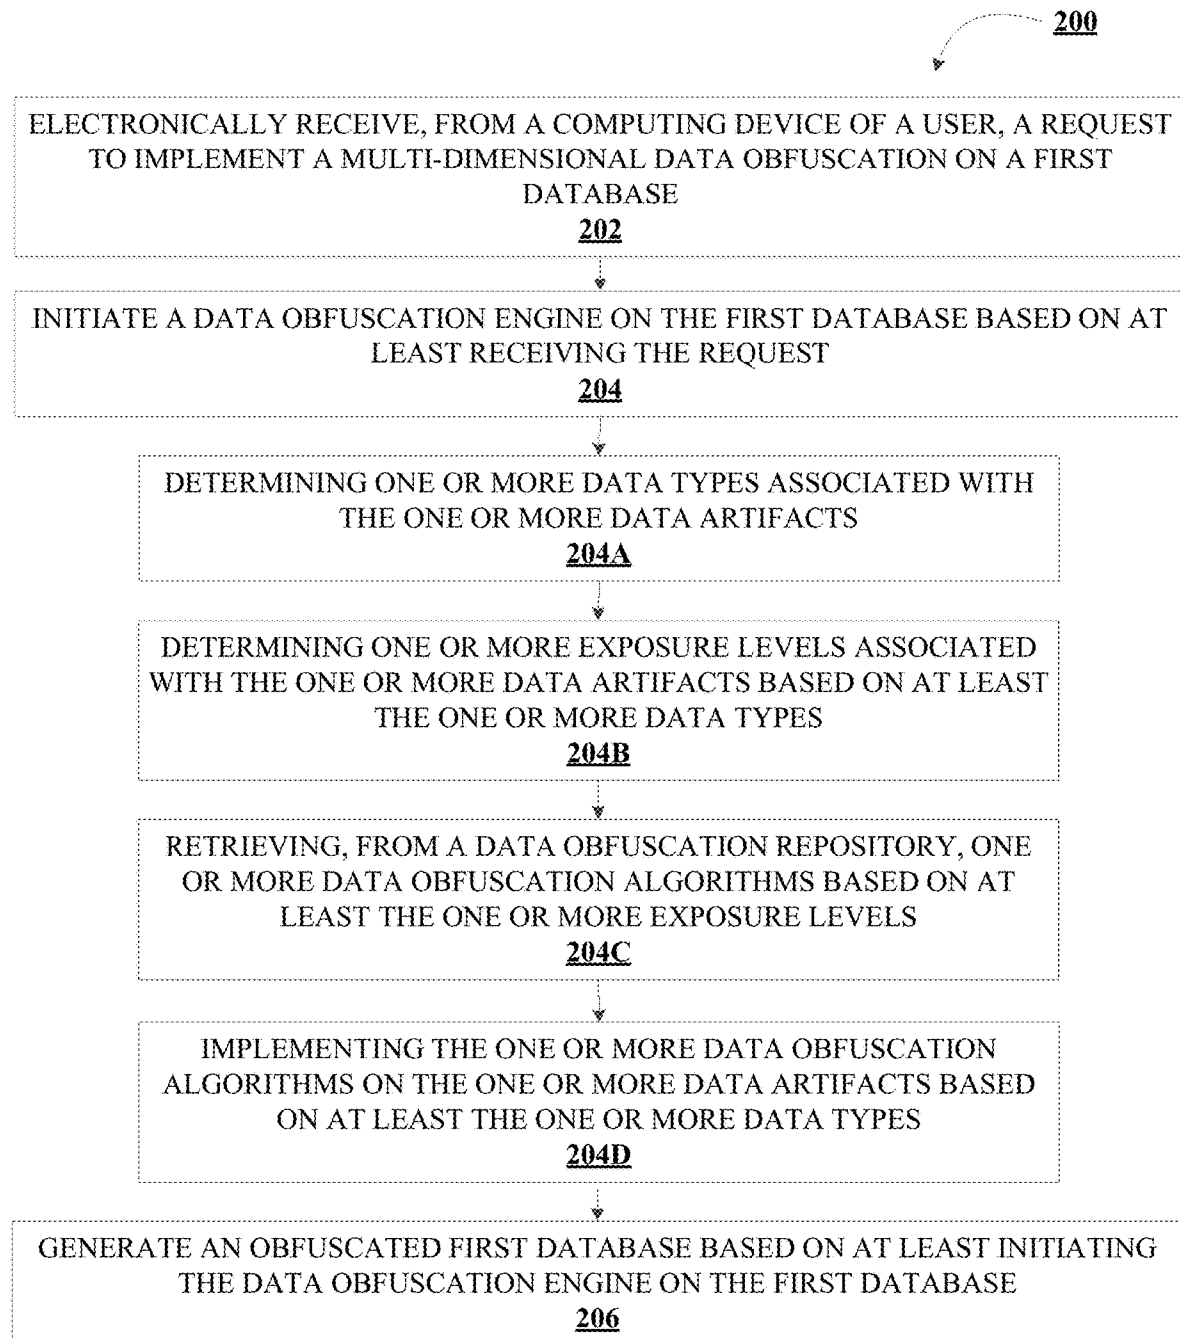 200
ELECTRONICALLY RECEIVE, FROM A COMPUTING DEVICE OF A USER, A REQUEST
TO IMPLEMENT A MULTI-DIMENSIONAL DATA OBFUSCATION ON A FIRST
DATABASE
202
INITIATE A DATA OBFUSCATION ENGINE ON THE FIRST DATABASE BASED ON AT
LEAST RECEIVING THE REQUEST
204
DETERMINING ONE OR MORE DATA TYPES ASSOCIATED WITH
THE ONE OR MORE DATA ARTIFACTS
204A
DETERMINING ONE OR MORE EXPOSURE LEVELS ASSOCIATED
WITH THE ONE OR MORE DATA ARTIFACTS BASED ON AT LEAST
THE ONE OR MORE DATA TYPES
204B
RETRIEVING, FROM A DATA OBFUSCATION REPOSITORY, ONE
OR MORE DATA OBFUSCATION ALGORITHMS BASED ON AT
LEAST THE ONE OR MORE EXPOSURE LEVELS
204C
IMPLEMENTING THE ONE OR MORE DATA OBFUSCATION
ALGORITHMS ON THE ONE OR MORE DATA ARTIFACTS BASED
ON AT LEAST THE ONE OR MORE DATA TYPES
204D
GENERATE AN OBFUSCATED FIRST DATABASE BASED ON AT LEAST INITIATING
THE DATA OBFUSCATION ENGINE ON THE FIRST DATABASE
206